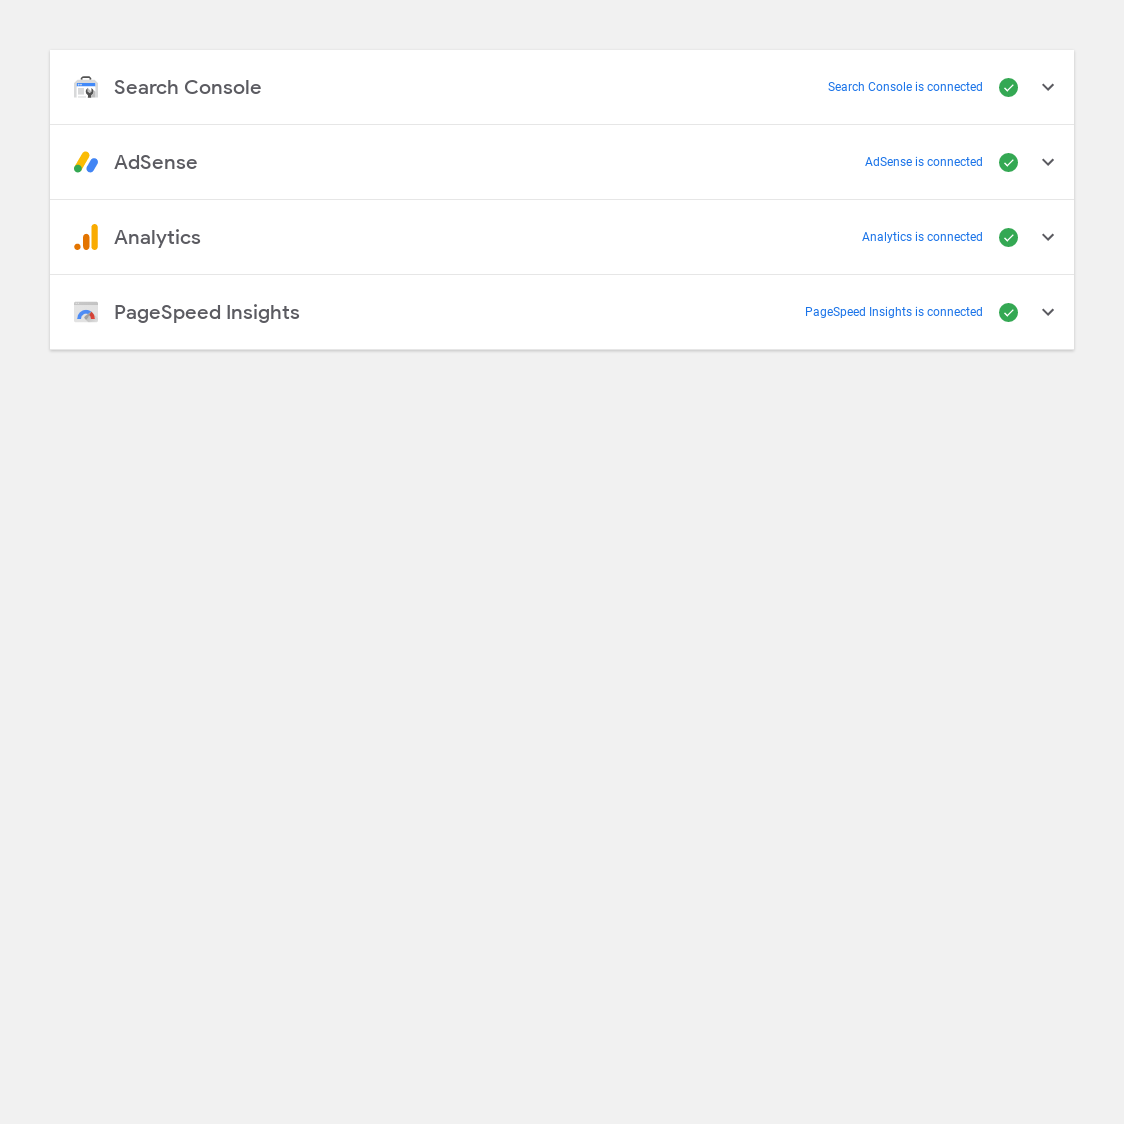 Search Console Search Console is connected
AdSense AdSense is connected
Analytics Analytics is connected
PageSpeed Insights PageSpeed Insights is connected